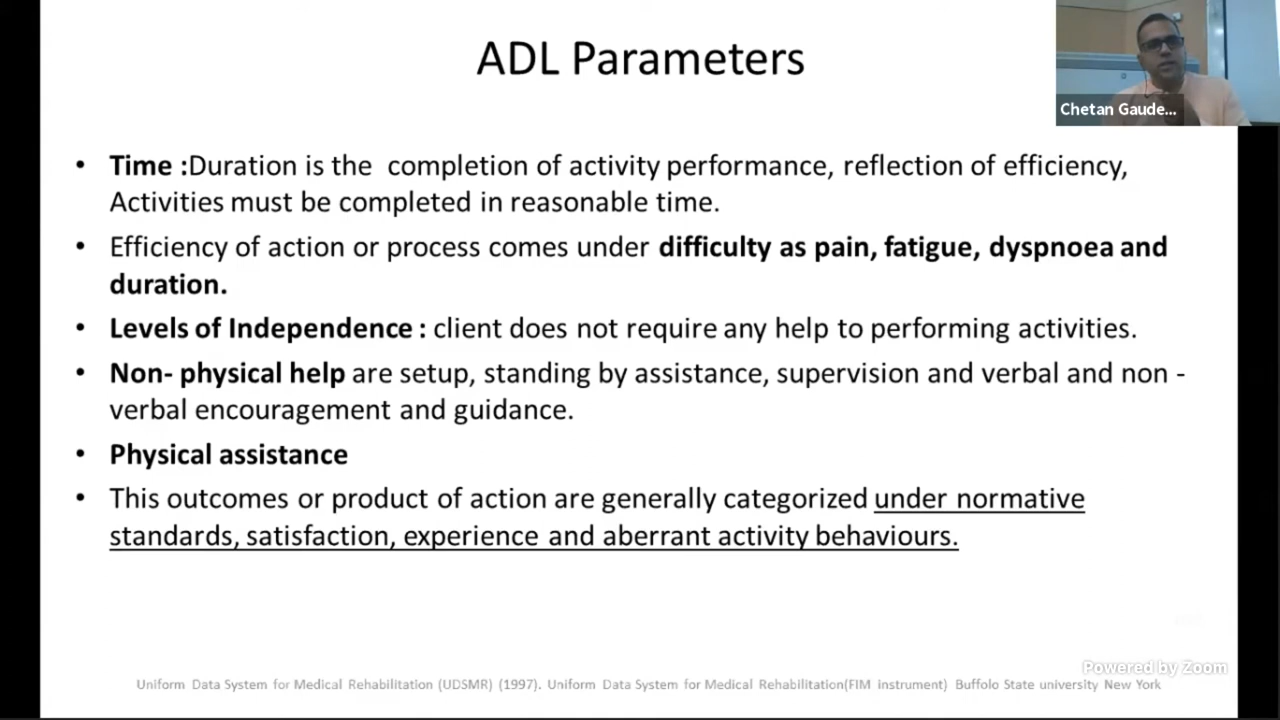 ADL Parameters
Chetan Gaude...
• Time :Duration is the completion of activity performance, reflection of efficiency,
Activities must be completed in reasonable time.
• Efficiency of action or process comes under difficulty as pain, fatigue, dyspnoea and
duration.
• Levels of Independence : client does not require any help to performing activities.
• Non- physical help are setup, standing by assistance, supervision and verbal and non -
verbal encouragement and guidance.
• Physical assistance
• This outcomes or product of action are generally categorized under normative
standards, satisfaction, experience and aberrant activity behaviours.
Powered by Zoom
Uniform Data System for Medical Rehabilitation (UDSMR) (1997). Uniform Data System for Medical Rehabilitation(FIM instrument) Buffalo State university New York